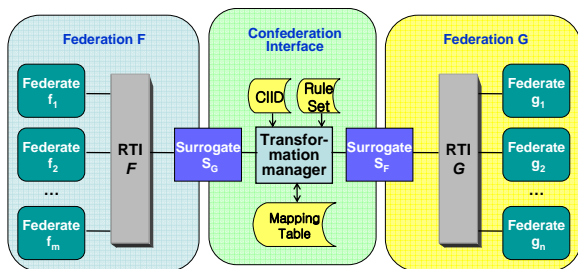 Federation F
Federate
f1
Federate
f2
...
Federate
fm
RTI
F
Confederation
Interface
CIID
Rule
Set
Surrogate
SG
Transfor-
mation
manager
Surrogate
SF
Mapping
Table
Federation G
RTI
G
Federate
g1
Federate
g2
...
Federate
gn